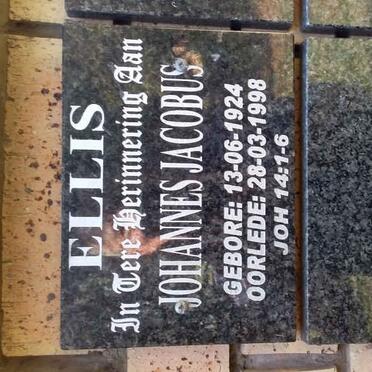 ELLIS
In Tere Herinnering Aan
JOHANNES JACOBUS
GEBORE: 13-06-1924
OORLEDE: 28-03-1998
JOH 14:1-6